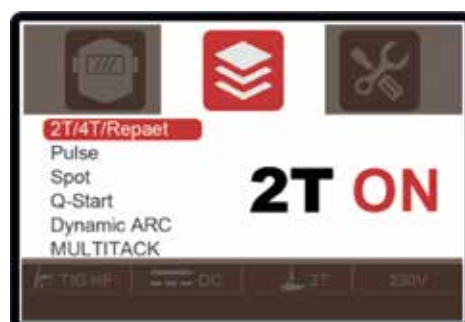 2T/4T/Repaet
Pulse
Spot
Q-Start
Dynamic ARC
MULTITACK
2T ON
TIG HF
DC
2T
230V